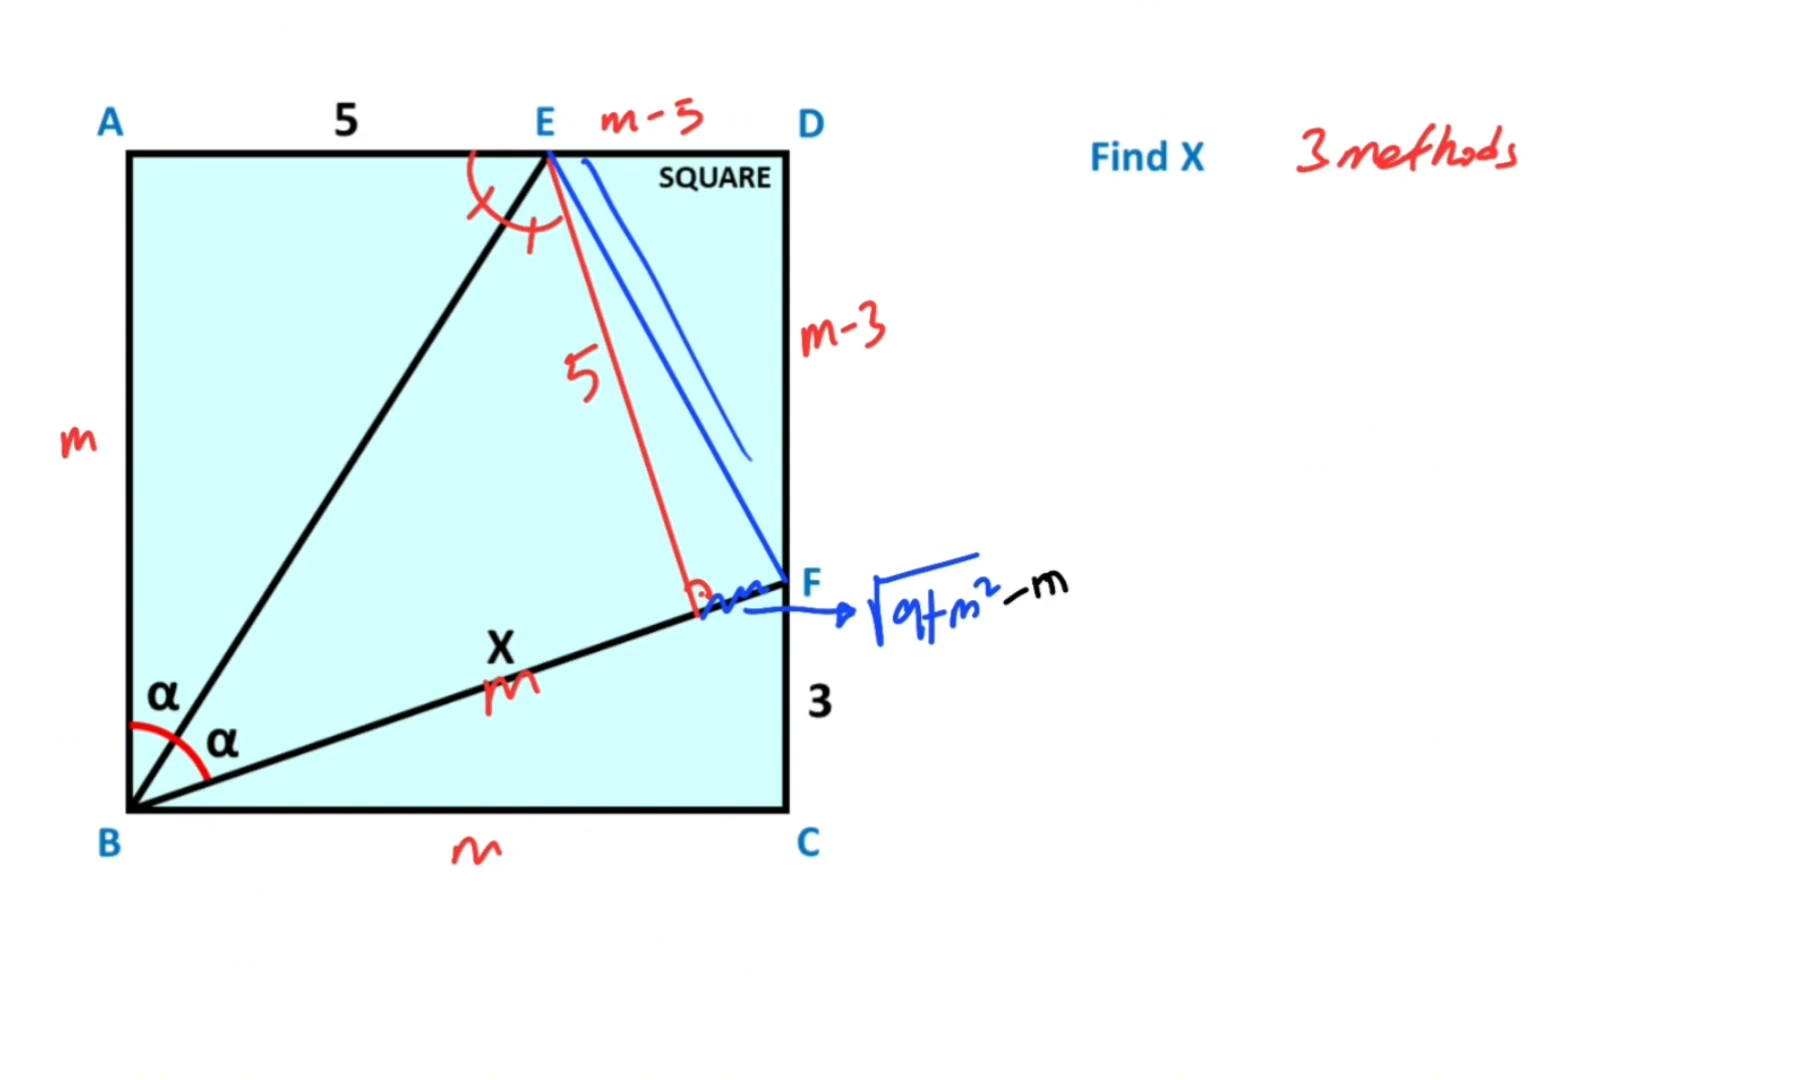 A 5 E m-5 D
SQUARE
Find X 3 methods
m-3
5
m
F
√9+m²-m
X
m
3
α
α
B m C